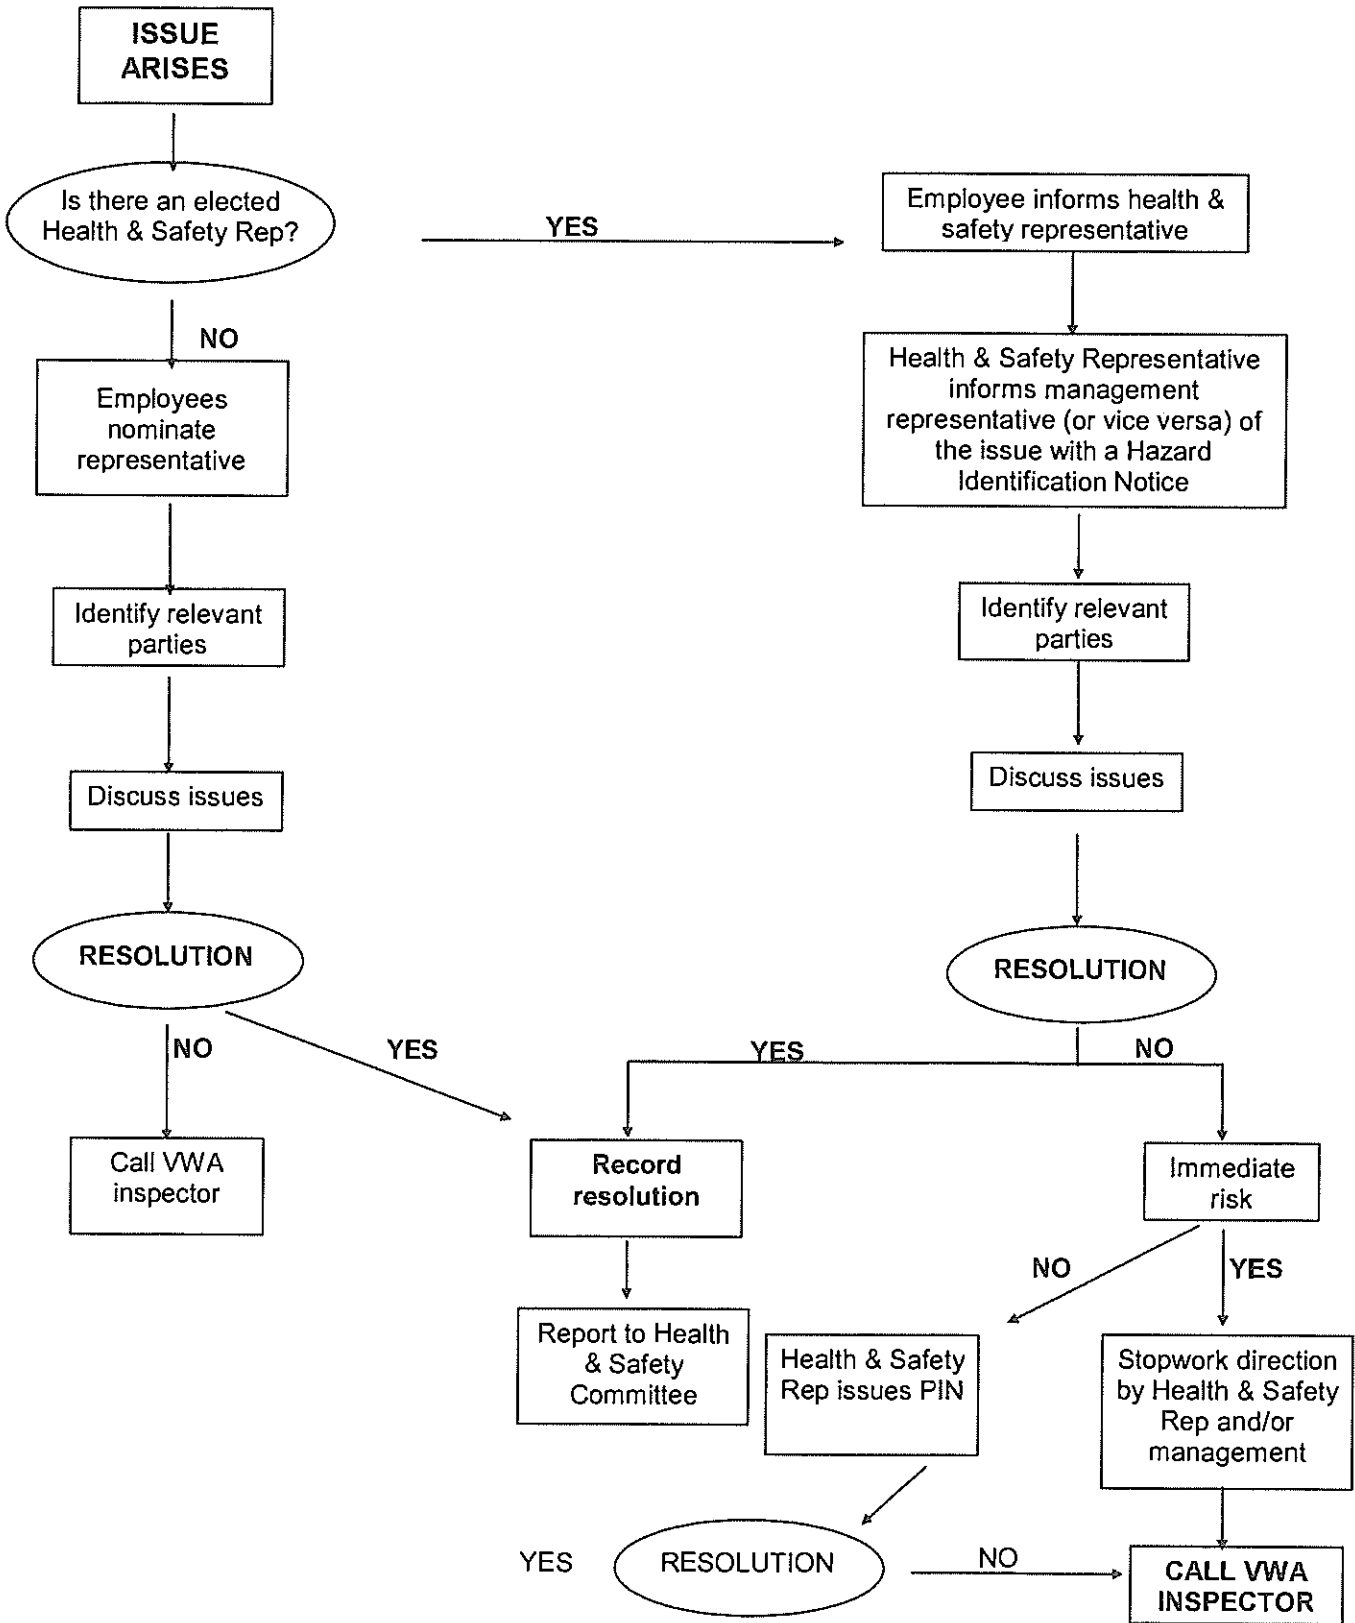 ISSUE
ARISES
Is there an elected
Health & Safety Rep?
YES
Employee informs health &
safety representative
NO
Employees
nominate
representative
Health & Safety Representative
informs management
representative (or vice versa) of
the issue with a Hazard
Identification Notice
Identify relevant
parties
Identify relevant
parties
Discuss issues
Discuss issues
RESOLUTION
RESOLUTION
NO
YES
YES
NO
Call VWA
inspector
Record
resolution
Immediate
risk
NO
YES
Report to Health
& Safety
Committee
Health & Safety
Rep issues PIN
Stopwork direction
by Health & Safety
Rep and/or
management
YES
RESOLUTION
NO
CALL VWA
INSPECTOR